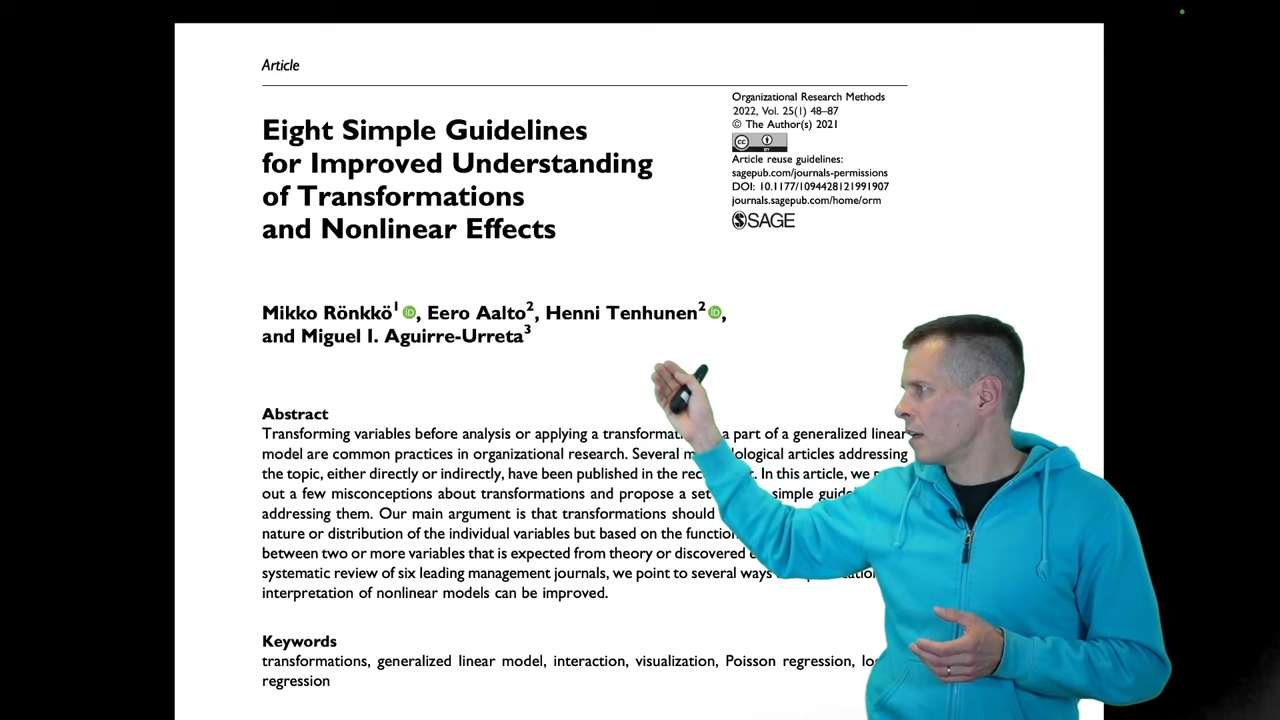 Article
Organizational Research Methods
2022, Vol. 25(1) 48–87
© The Author(s) 2021
cc BY
Article reuse guidelines:
sagepub.com/journals-permissions
DOI: 10.1177/1094428121991907
journals.sagepub.com/home/orm
SAGE
Eight Simple Guidelines
for Improved Understanding
of Transformations
and Nonlinear Effects
Mikko Rönkkö1 iD, Eero Aalto2, Henni Tenhunen2 iD,
and Miguel I. Aguirre-Urreta3
Abstract
Transforming variables before analysis or applying a a part of a generalized linear
model are common practices in organizational research. Several addressing
the topic, either directly or indirectly, have been published in the In this article, we
out a few misconceptions about transformations and propose a set simple
addressing them. Our main argument is that transformations should
nature or distribution of the individual variables but based on the
between two or more variables that is expected from theory or discovered
systematic review of six leading management journals, we point to several ways
interpretation of nonlinear models can be improved.
Keywords
transformations, generalized linear model, interaction, visualization, Poisson regression,
regression